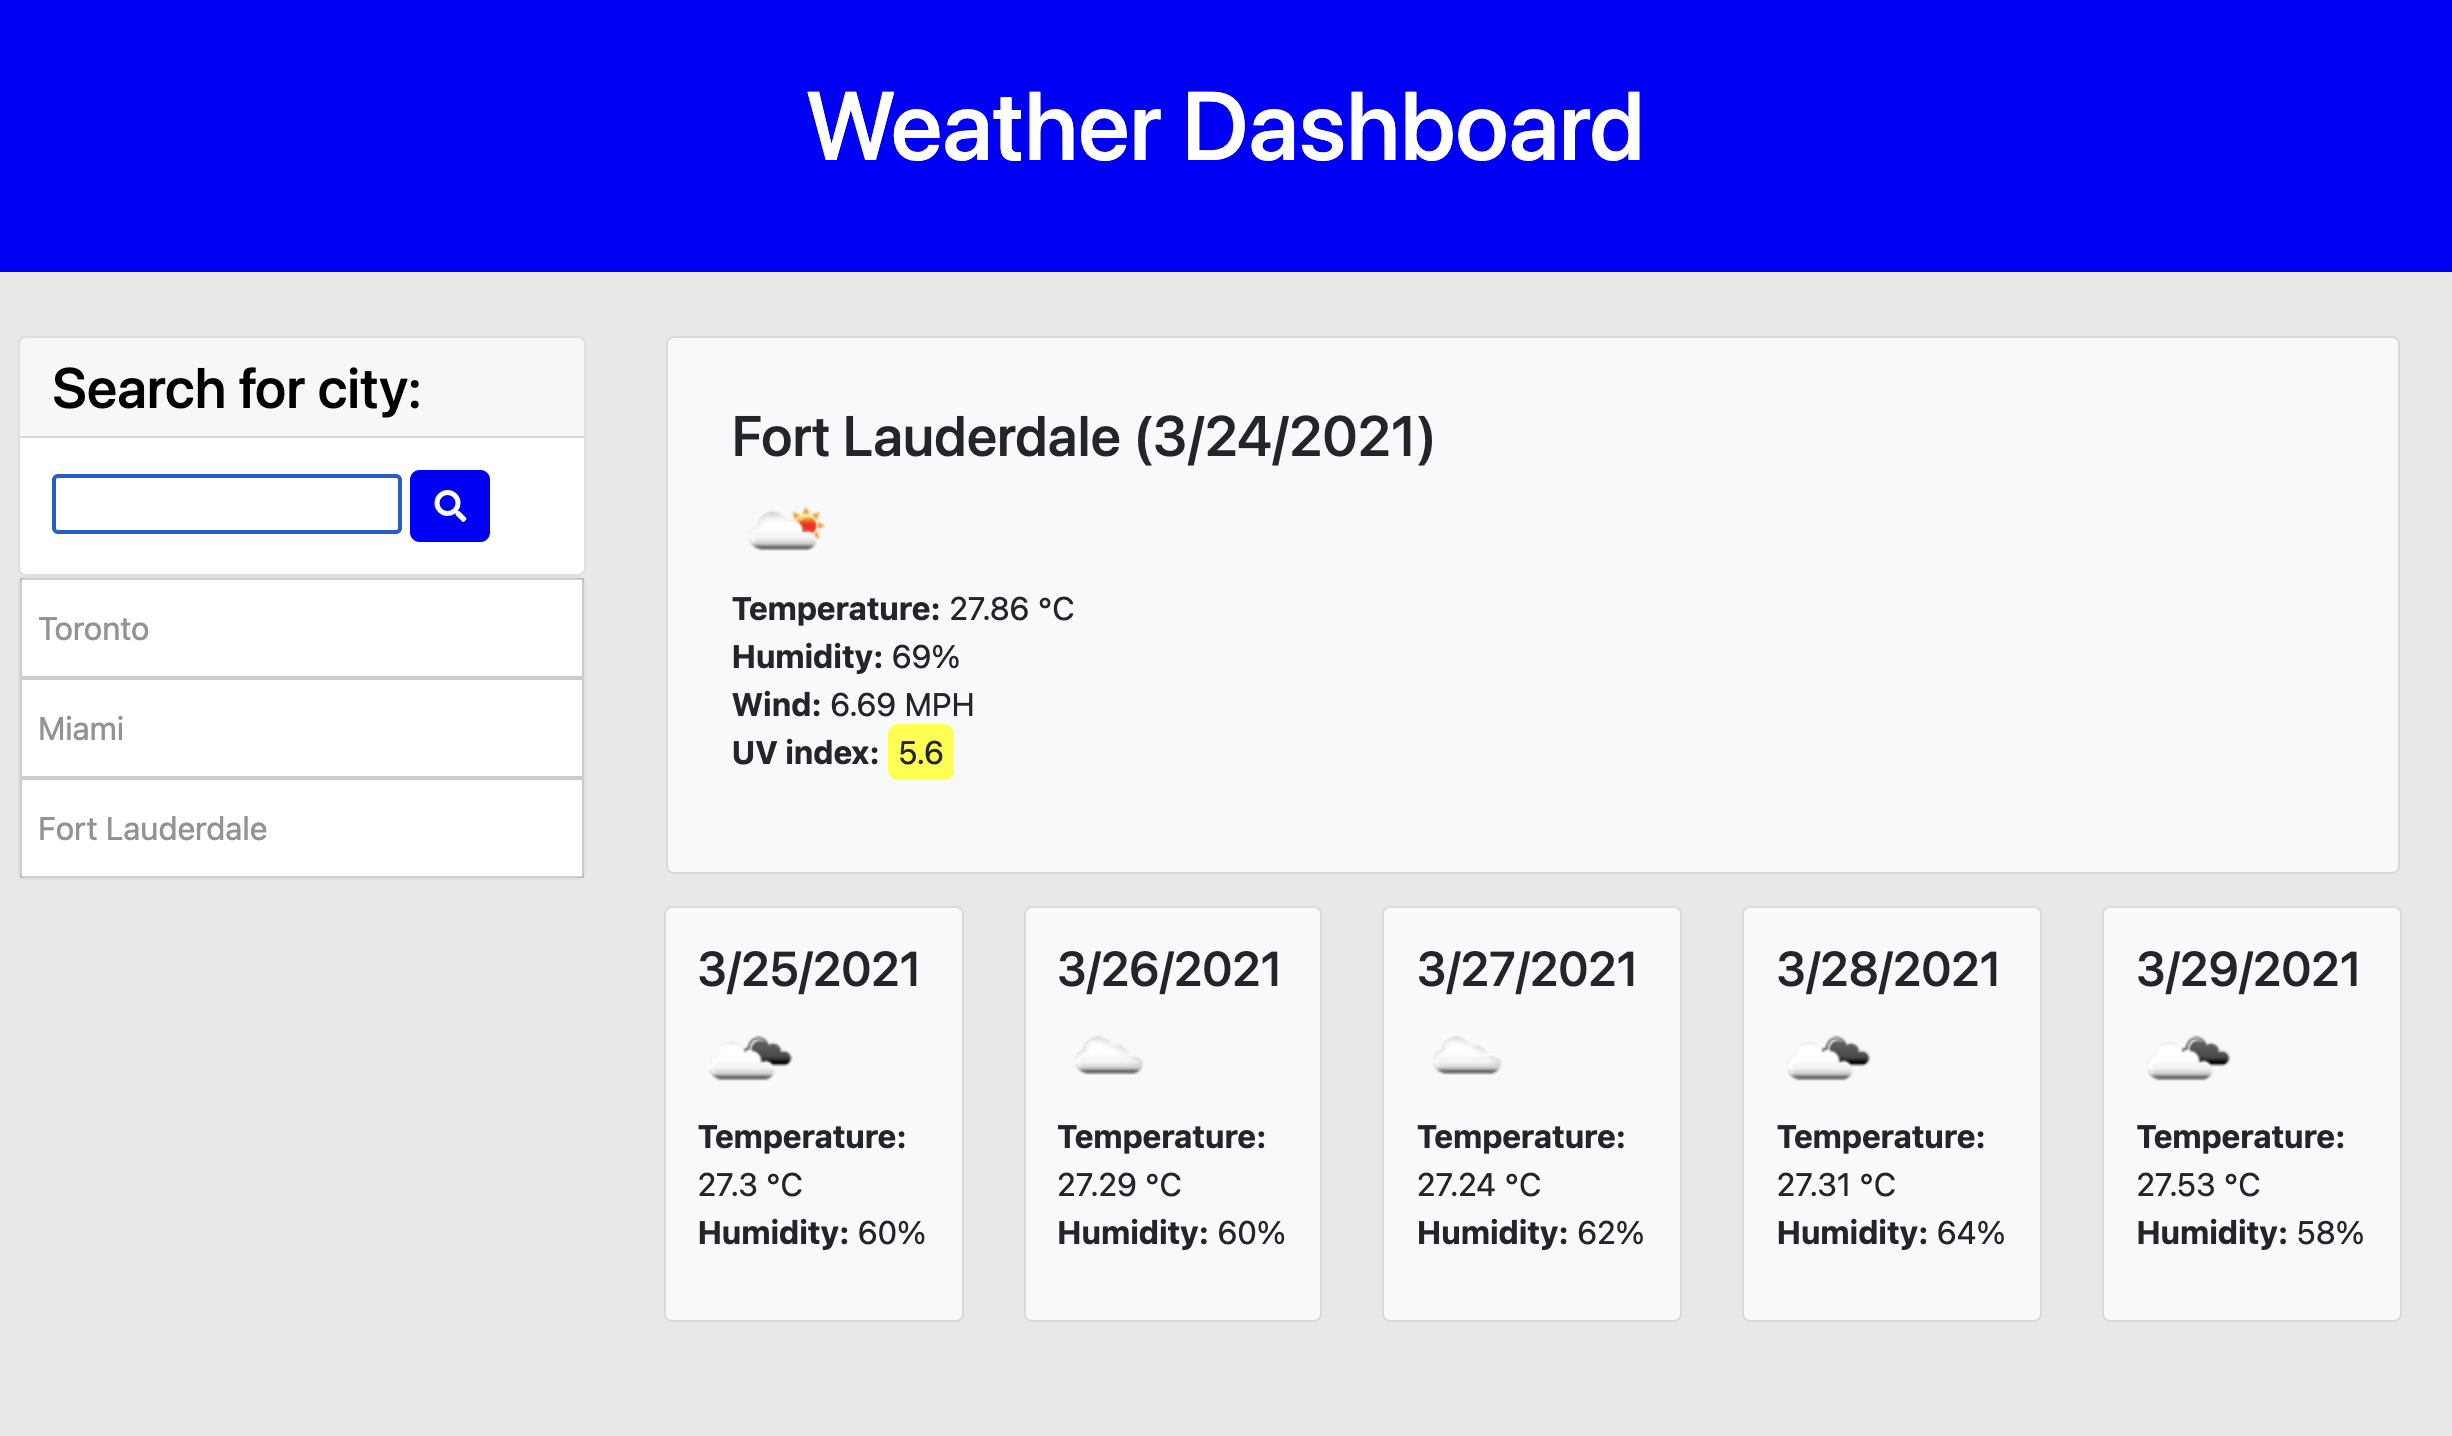 Weather Dashboard
Search for city:
Toronto
Miami
Fort Lauderdale
Fort Lauderdale (3/24/2021)
Temperature: 27.86 °C
Humidity: 69%
Wind: 6.69 MPH
UV index: 5.6
3/25/2021
Temperature:
27.3 °C
Humidity: 60%
3/26/2021
Temperature:
27.29 °C
Humidity: 60%
3/27/2021
Temperature:
27.24 °C
Humidity: 62%
3/28/2021
Temperature:
27.31 °C
Humidity: 64%
3/29/2021
Temperature:
27.53 °C
Humidity: 58%